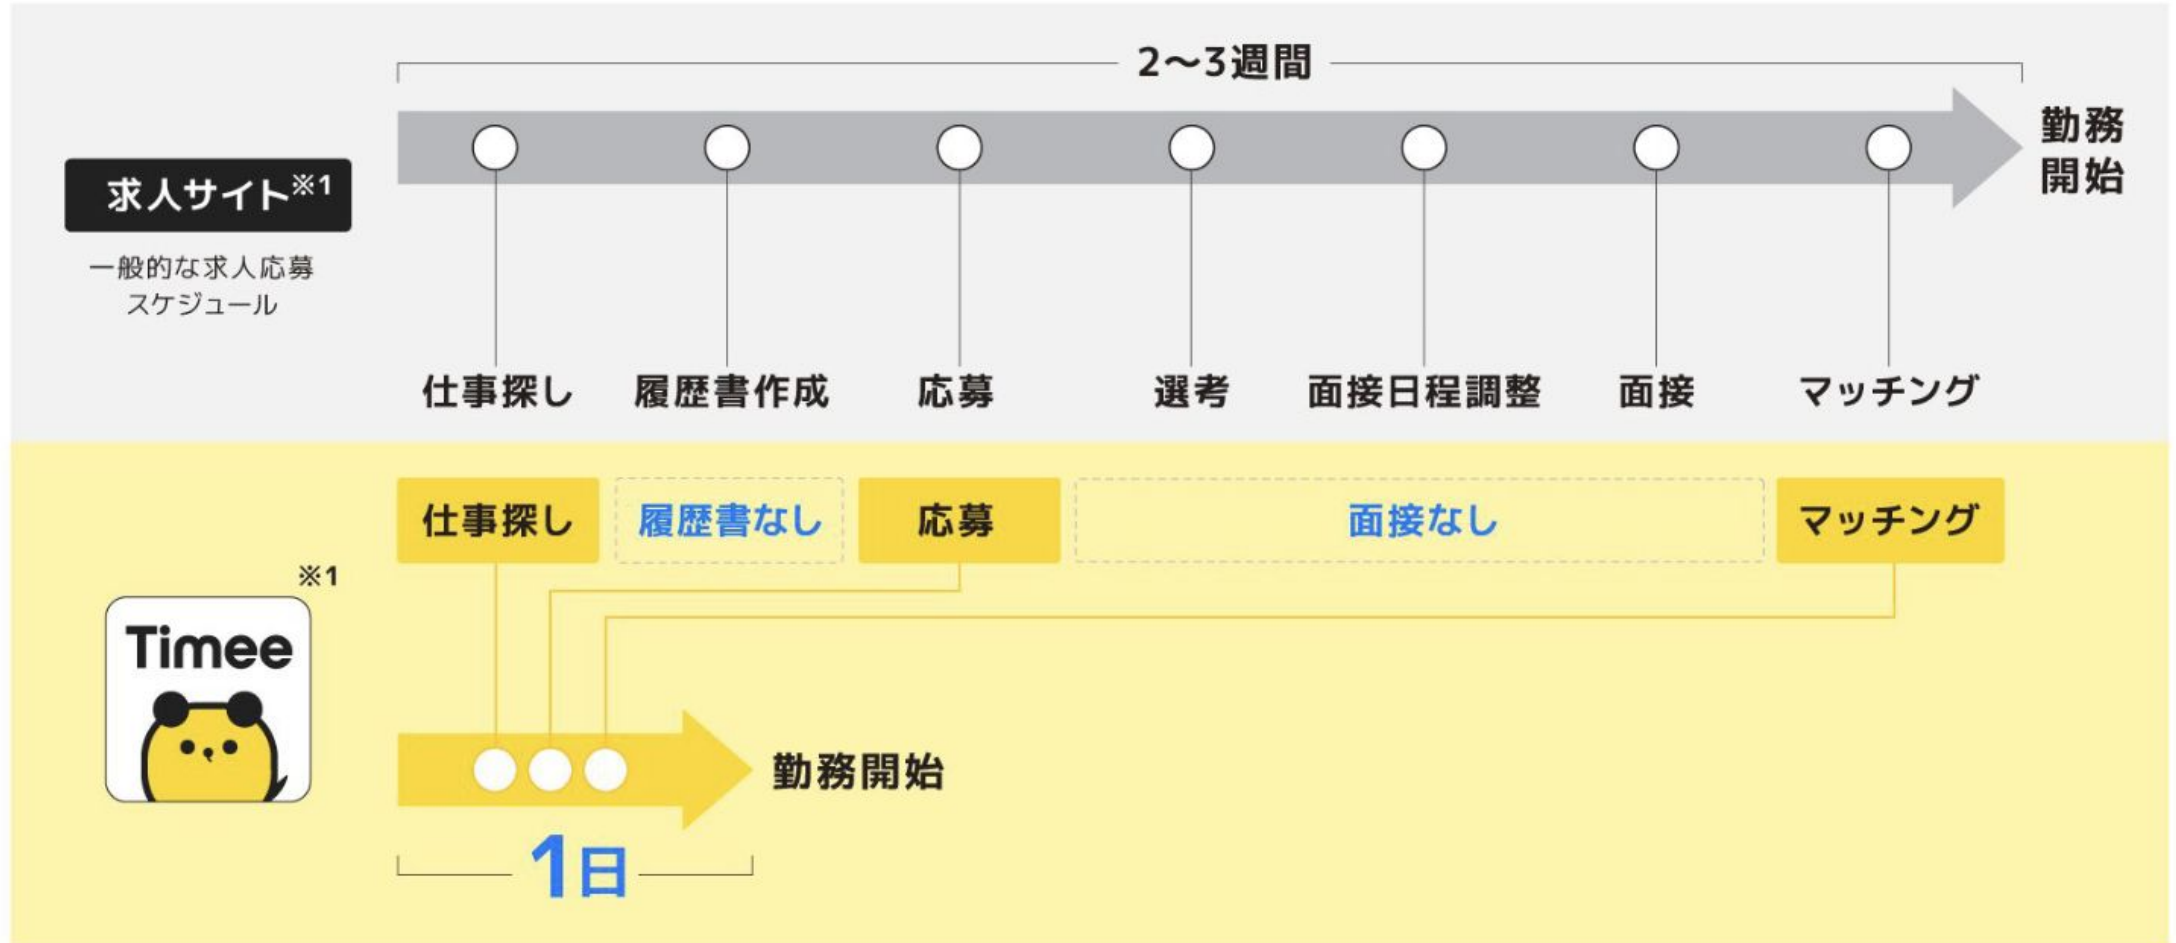 2〜3週間
求人サイト※1
一般的な求人応募
スケジュール
勤務
開始
仕事探し
履歴書作成
応募
選考
面接日程調整
面接
マッチング
仕事探し
履歴書なし
応募
面接なし
マッチング
※1
Timee
勤務開始
1日